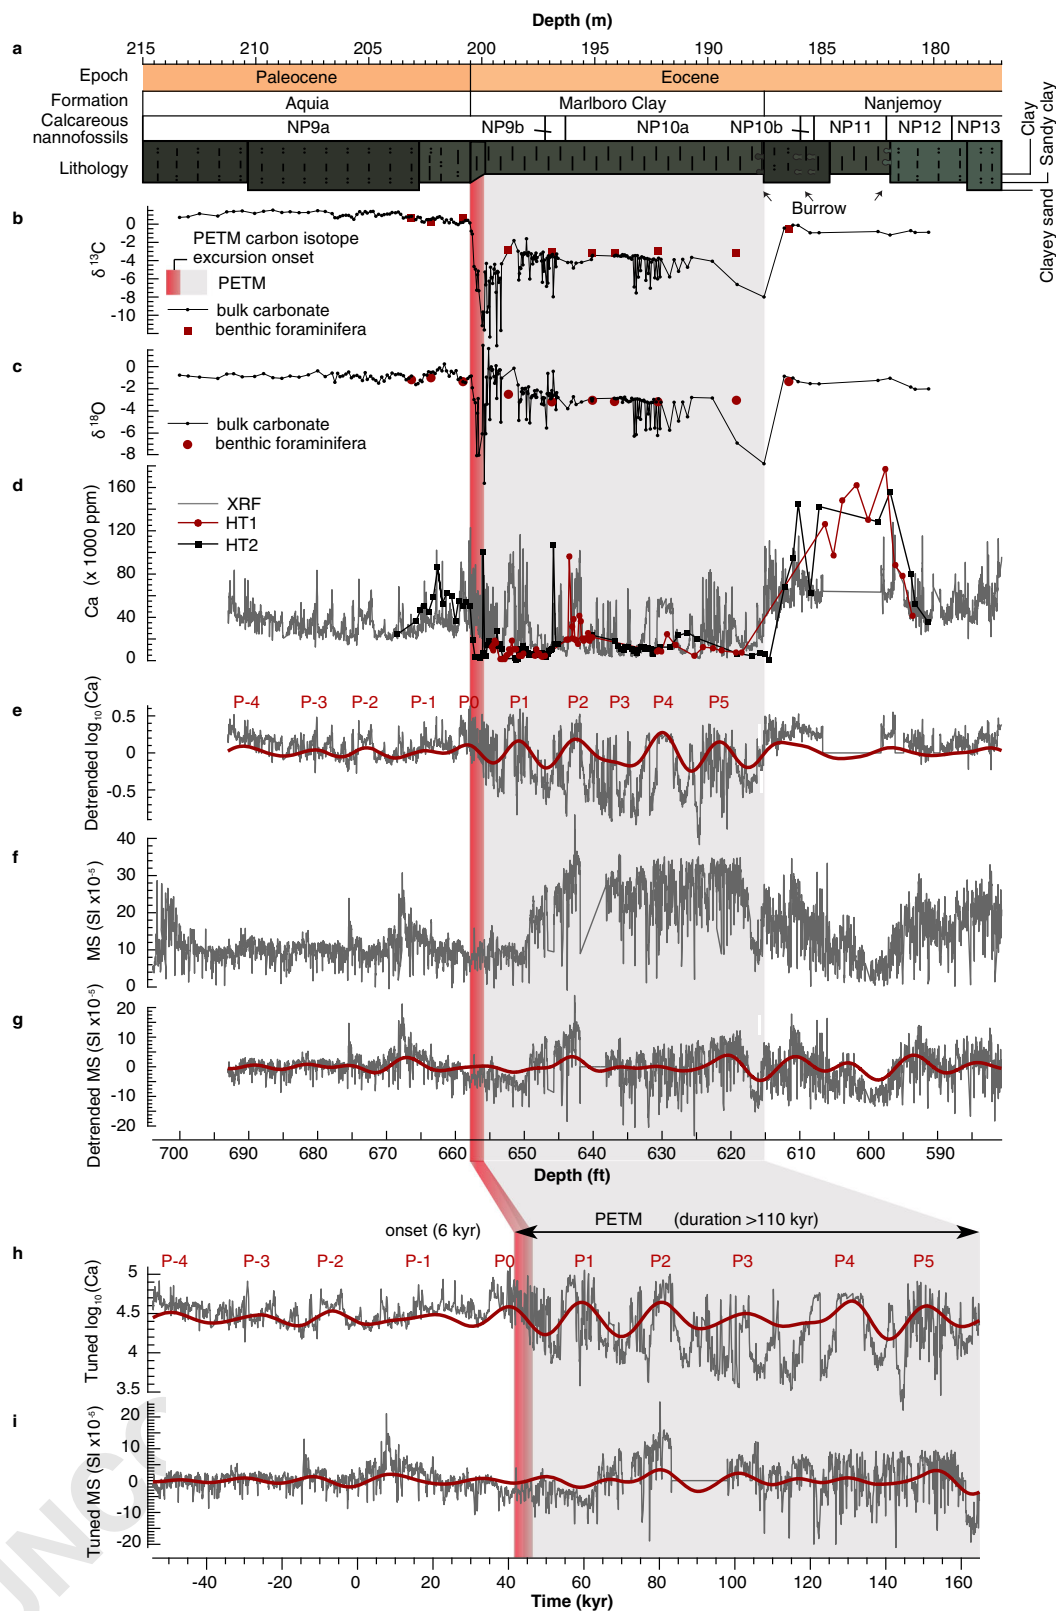 Depth (m)
a
215 210 205 200 195 190 185 180
Epoch Paleocene Eocene
Formation Aquia Marlboro Clay Nanjemoy
Calcareous nannofossils NP9a NP9b NP10a NP10b NP11 NP12 NP13
Lithology
Clay
Sandy clay
Clayey sand
Burrow
b
δ ¹³C
0
-2
-4
-6
-8
-10
PETM carbon isotope
excursion onset
PETM
bulk carbonate
benthic foraminifera
c
δ ¹⁸O
0
-2
-4
-6
-8
bulk carbonate
benthic foraminifera
d
Ca (x 1000 ppm)
160
120
80
40
0
XRF
HT1
HT2
e
Detrended log₁₀(Ca)
0.5
0
-0.5
P-4 P-3 P-2 P-1 P0 P1 P2 P3 P4 P5
f
MS (SI x10⁻⁵)
40
30
20
10
0
g
Detrended MS (SI x10⁻⁵)
20
10
0
-10
-20
700 690 680 670 660 650 640 630 620 610 600 590
Depth (ft)
onset (6 kyr)
PETM (duration >110 kyr)
h
Tuned log₁₀(Ca)
5
4.5
4
3.5
P-4 P-3 P-2 P-1 P0 P1 P2 P3 P4 P5
i
Tuned MS (SI x10⁻⁵)
20
10
0
-10
-20
-40 -20 0 20 40 60 80 100 120 140 160
Time (kyr)